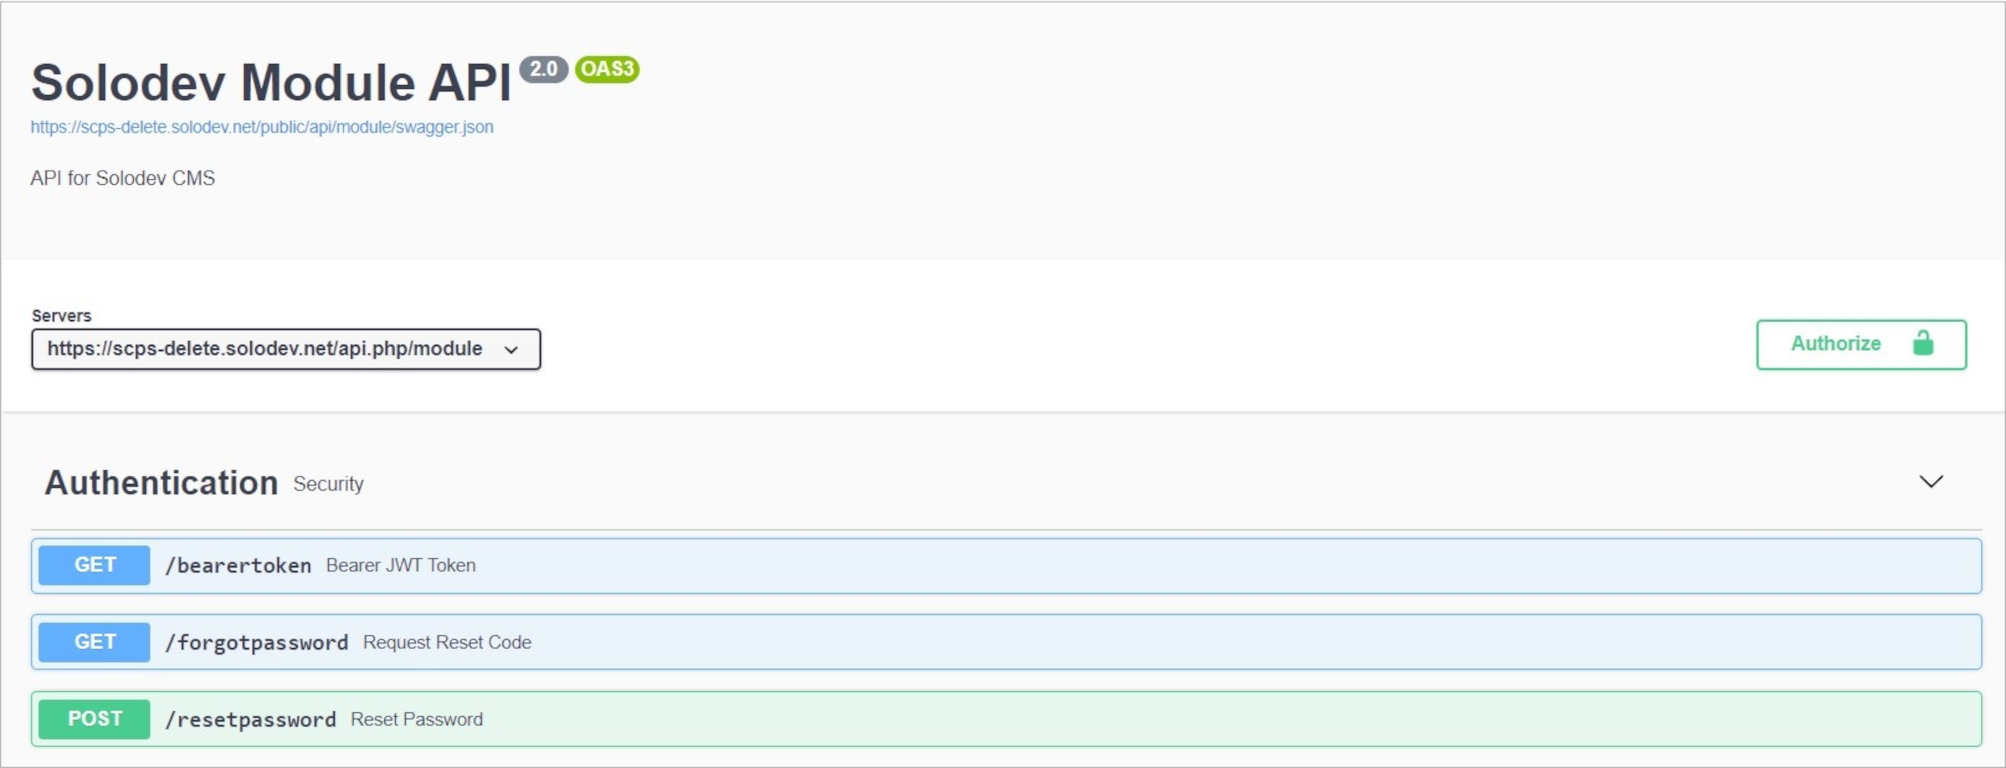 Solodev Module API 2.0 OAS3
https://scps-delete.solodev.net/public/api/module/swagger.json
API for Solodev CMS
Servers
https://scps-delete.solodev.net/api.php/module
Authorize
Authentication Security
GET /bearertoken Bearer JWT Token
GET /forgotpassword Request Reset Code
POST /resetpassword Reset Password